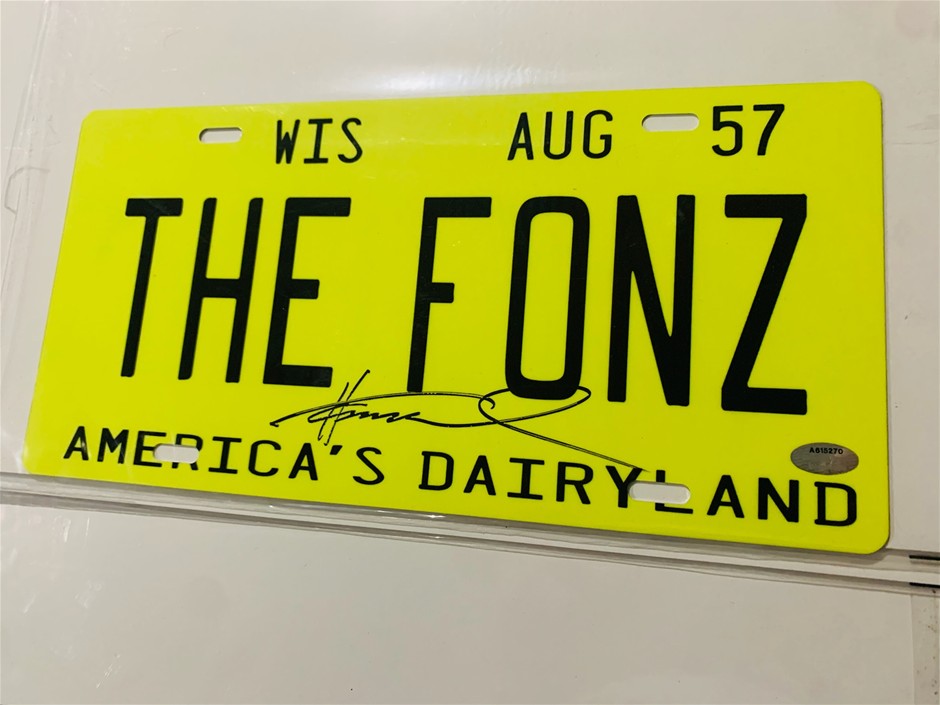 WIS AUG 57
THE FONZ
AMERICA'S DAIRYLAND
A615270